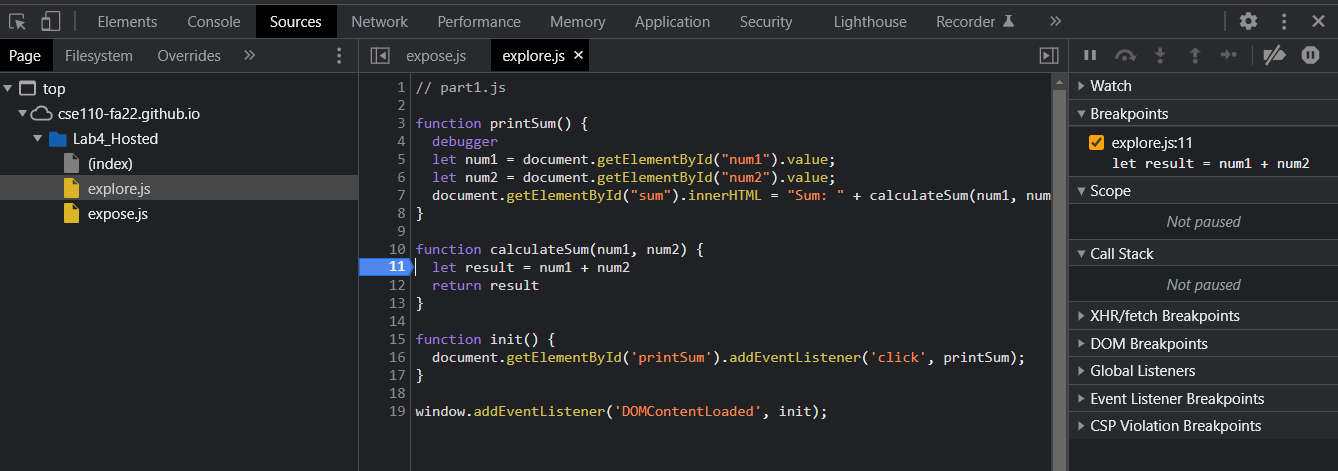 Elements Console Sources Network Performance Memory Application Security Lighthouse Recorder
Page Filesystem Overrides
top
cse110-fa22.github.io
Lab4_Hosted
(index)
explore.js
expose.js
expose.js explore.js
1 // part1.js
2
3 function printSum() {
4 debugger
5 let num1 = document.getElementById("num1").value;
6 let num2 = document.getElementById("num2").value;
7 document.getElementById("sum").innerHTML = "Sum: " + calculateSum(num1, num
8 }
9
10 function calculateSum(num1, num2) {
11 let result = num1 + num2
12 return result
13 }
14
15 function init() {
16 document.getElementById('printSum').addEventListener('click', printSum);
17 }
18
19 window.addEventListener('DOMContentLoaded', init);
Watch
Breakpoints
explore.js:11
let result = num1 + num2
Scope
Not paused
Call Stack
Not paused
XHR/fetch Breakpoints
DOM Breakpoints
Global Listeners
Event Listener Breakpoints
CSP Violation Breakpoints